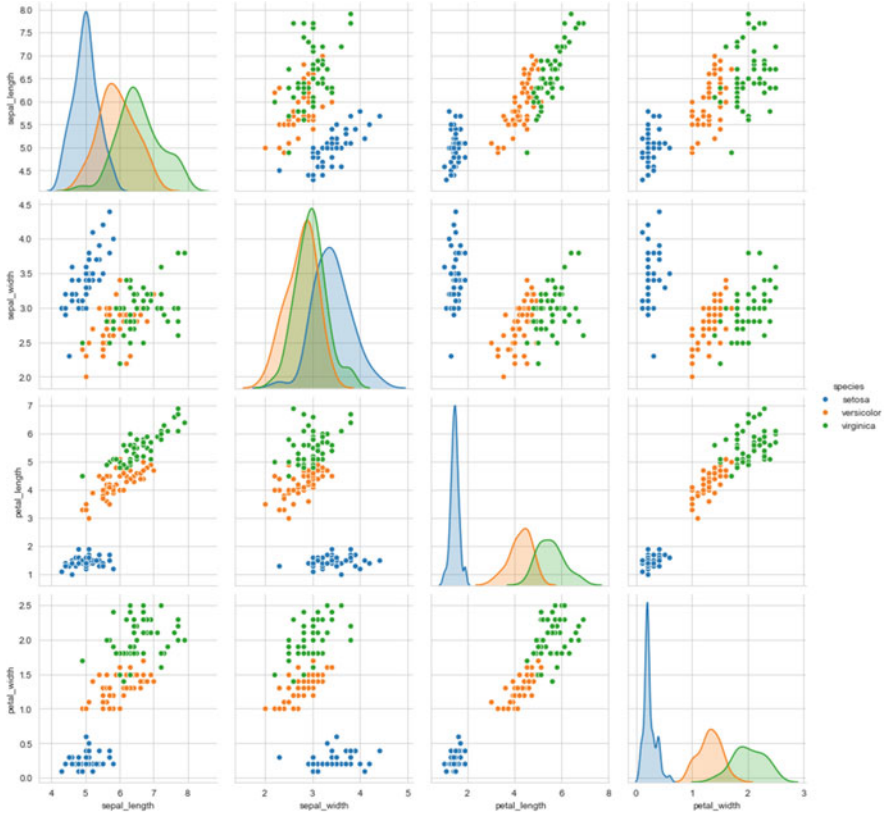 8.0
7.5
7.0
6.5
6.0
5.5
5.0
4.5
sepal_length
4.5
4.0
3.5
3.0
2.5
2.0
sepal_width
species
setosa
versicolor
virginica
7
6
5
4
3
2
1
petal_length
2.5
2.0
1.5
1.0
0.5
0.0
petal_width
4 5 6 7 8
sepal_length
2 3 4 5
sepal_width
2 4 6 8
petal_length
0 1 2 3
petal_width